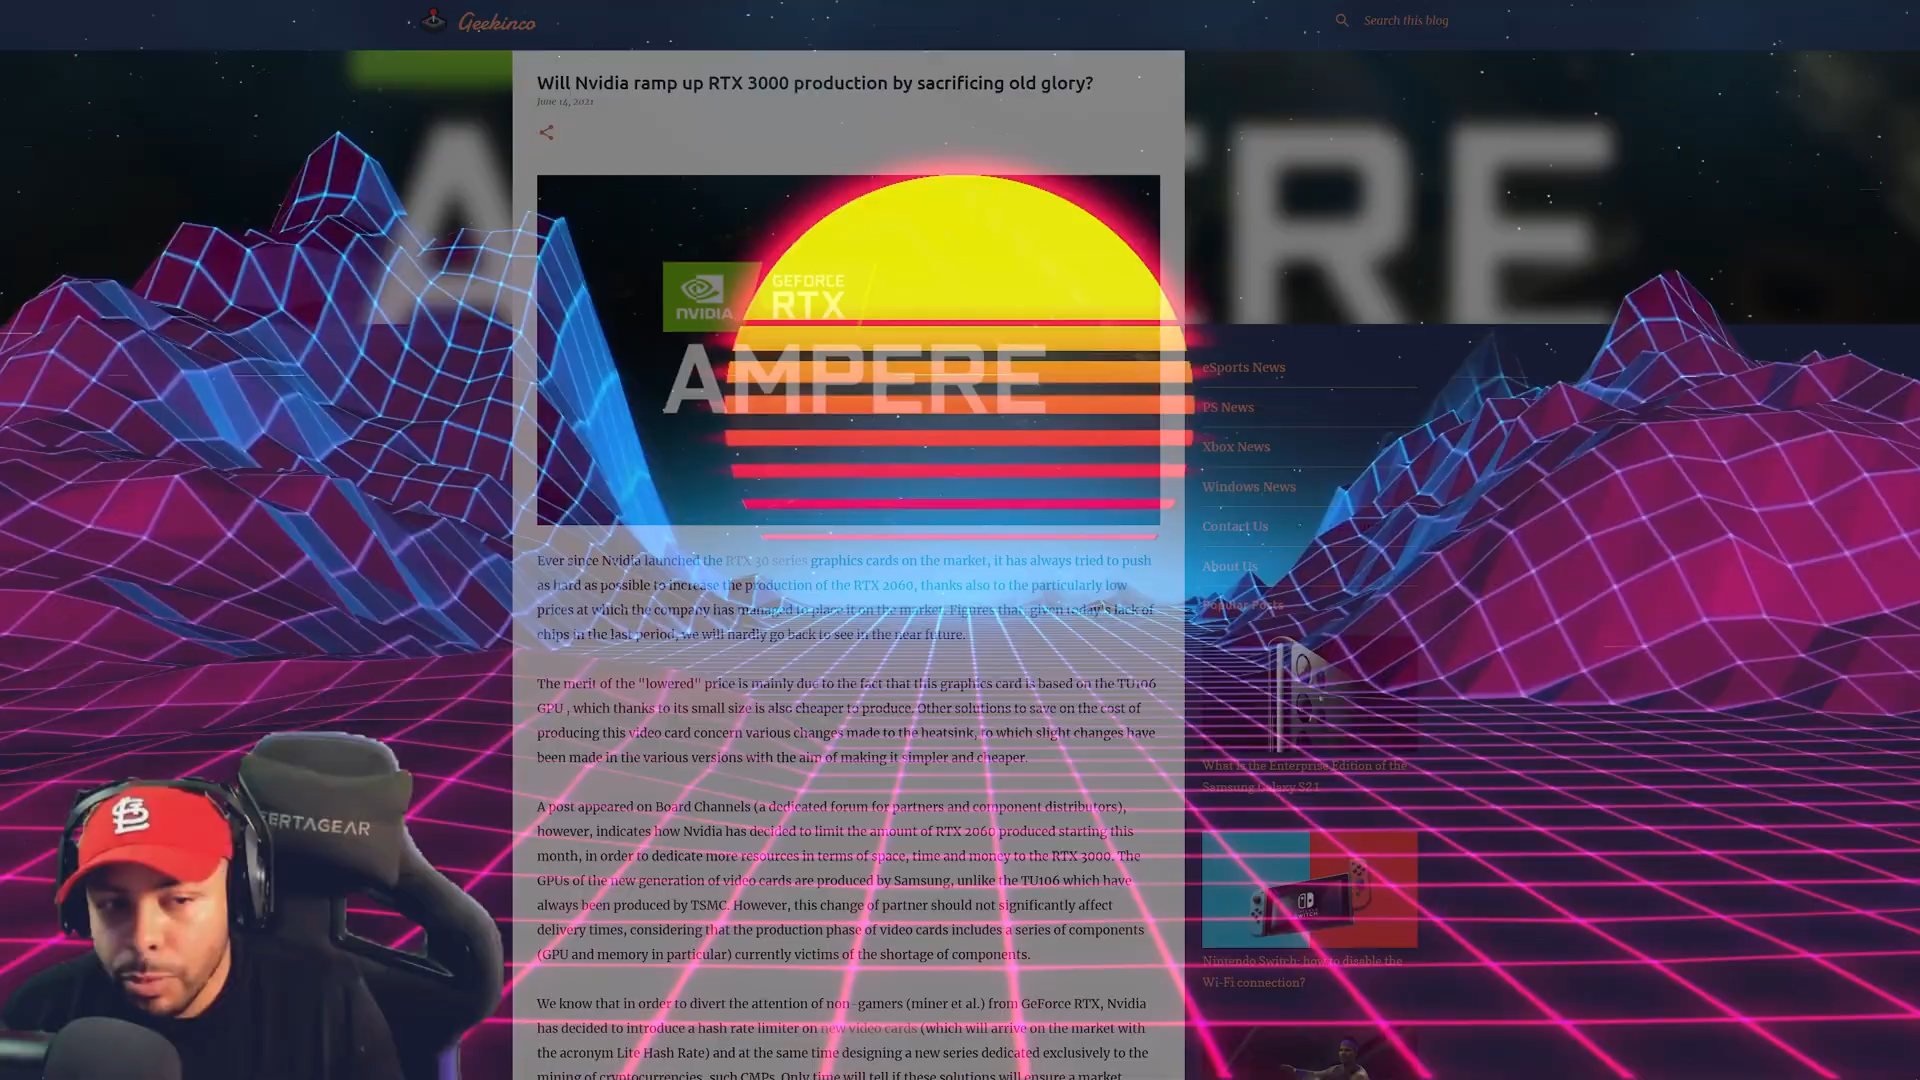 Geekinco
Search this blog
Will Nvidia ramp up RTX 3000 production by sacrificing old glory?
June 14, 2021
AMPERE
NVIDIA
GEFORCE
RTX
AMPERE
Ever since Nvidia launched the RTX 30 series graphics cards on the market, it has always tried to push
as hard as possible to increase the production of the RTX 2060, thanks also to the particularly low
prices at which the company has managed to place it on the market. Figures that, given today's lack of
chips in the last period, we will hardly go back to see in the near future.
The merit of the "lowered" price is mainly due to the fact that this graphics card is based on the TU106
GPU , which thanks to its small size is also cheaper to produce. Other solutions to save on the cost of
producing this video card concern various changes made to the heatsink, to which slight changes have
been made in the various versions with the aim of making it simpler and cheaper.
A post appeared on Board Channels (a dedicated forum for partners and component distributors),
however, indicates how Nvidia has decided to limit the amount of RTX 2060 produced starting this
month, in order to dedicate more resources in terms of space, time and money to the RTX 3000. The
GPUs of the new generation of video cards are produced by Samsung, unlike the TU106 which have
always been produced by TSMC. However, this change of partner should not significantly affect
delivery times, considering that the production phase of video cards includes a series of components
(GPU and memory in particular) currently victims of the shortage of components.
We know that in order to divert the attention of non-gamers (miner et al.) from GeForce RTX, Nvidia
has decided to introduce a hash rate limiter on new video cards (which will arrive on the market with
the acronym Lite Hash Rate) and at the same time designing a new series dedicated exclusively to the
mining of cryptocurrencies, such CMPs. Only time will tell if these solutions will ensure a market
eSports News
PS News
Xbox News
Windows News
Contact Us
About Us
Popular Posts
What is the Enterprise Edition of the
Samsung Galaxy S21
Nintendo Switch: how to disable the
Wi-Fi connection?
ERTAGEAR